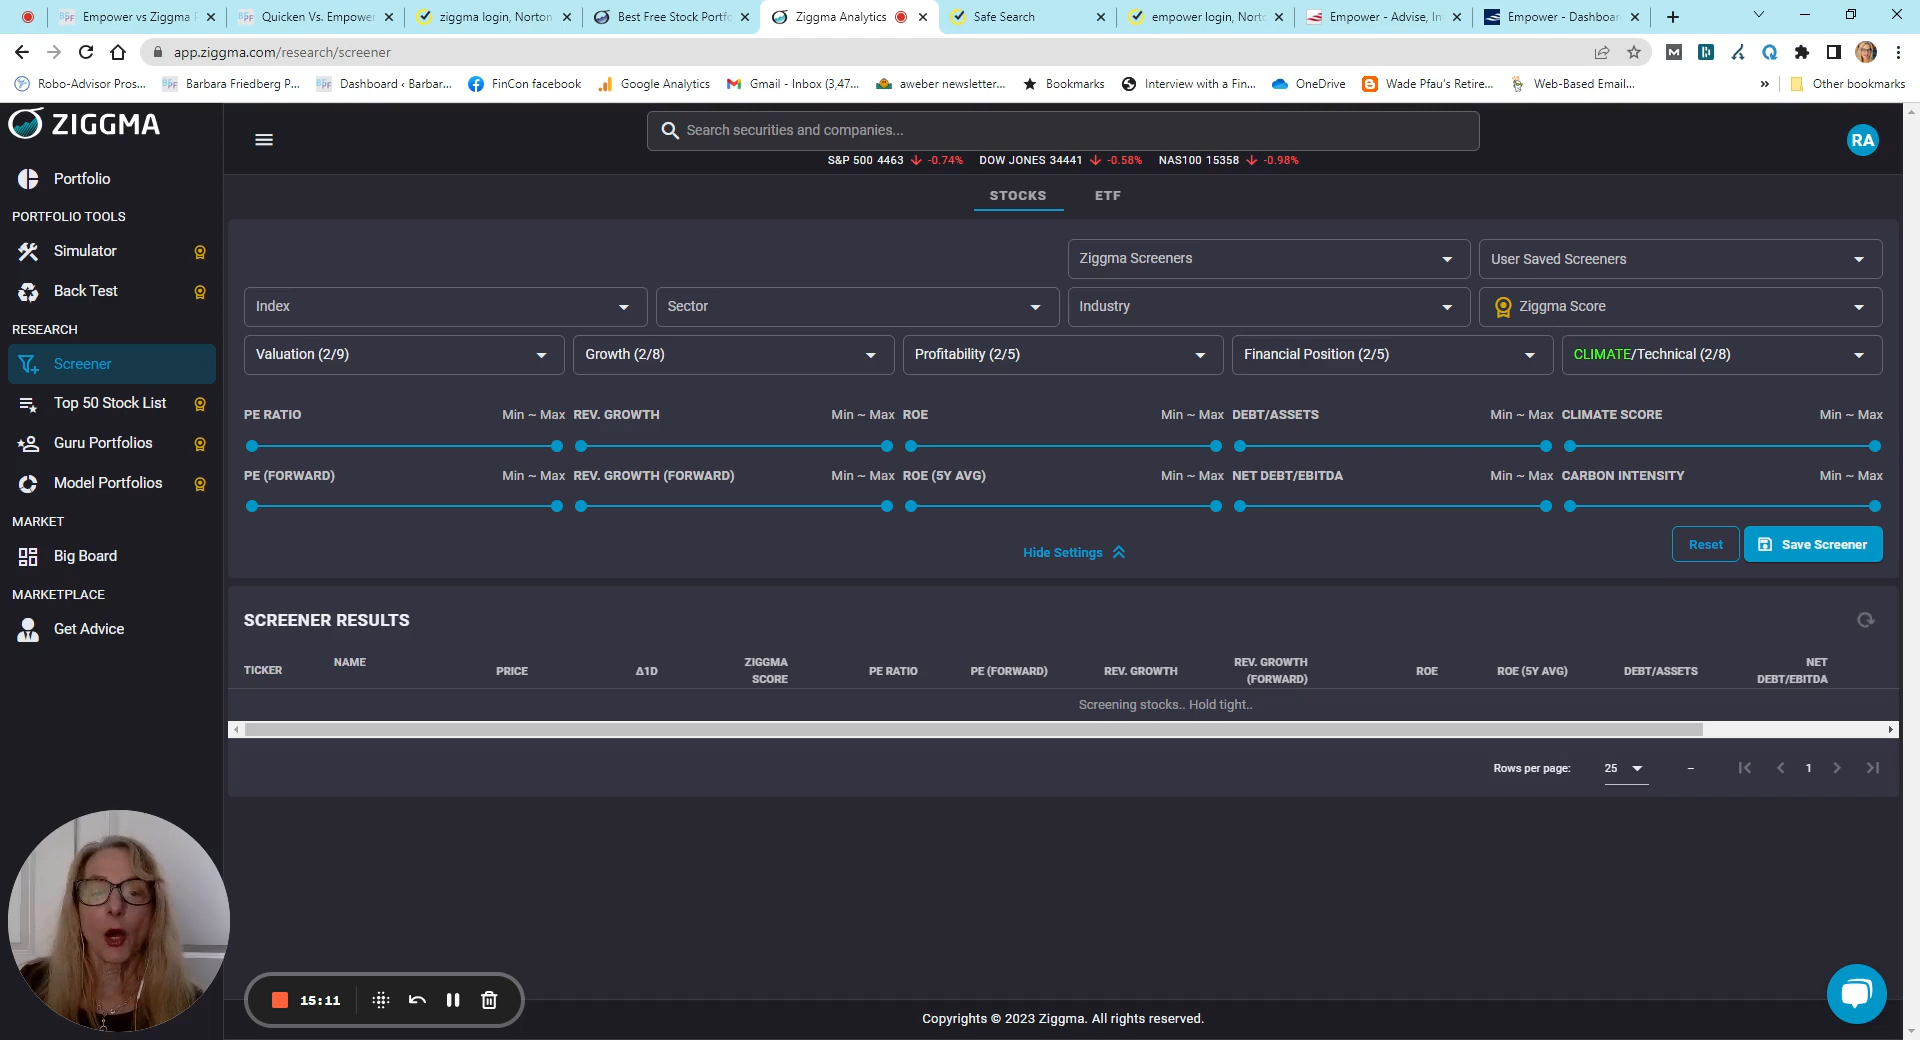 Empower vs Ziggma
Quicken Vs. Empower
ziggma login, Norton
Best Free Stock Portfo
Ziggma Analytics
Safe Search
empower login, Norto
Empower - Advise, In
Empower - Dashboar
app.ziggma.com/research/screener
Robo-Advisor Pros...
Barbara Friedberg P...
Dashboard ‹ Barbar...
FinCon facebook
Google Analytics
Gmail - Inbox (3,47...
aweber newsletter...
Bookmarks
Interview with a Fin...
OneDrive
Wade Pfau's Retire...
Web-Based Email...
»
Other bookmarks
ZIGGMA
Search securities and companies...
RA
S&P 500 4463 -0.74% DOW JONES 34441 -0.58% NAS100 15358 -0.98%
Portfolio
PORTFOLIO TOOLS
Simulator
Back Test
RESEARCH
Screener
Top 50 Stock List
Guru Portfolios
Model Portfolios
MARKET
Big Board
MARKETPLACE
Get Advice
STOCKS ETF
Ziggma Screeners User Saved Screeners
Index Sector Industry Ziggma Score
Valuation (2/9) Growth (2/8) Profitability (2/5) Financial Position (2/5) CLIMATE/Technical (2/8)
PE RATIO Min ~ Max REV. GROWTH Min ~ Max ROE Min ~ Max DEBT/ASSETS Min ~ Max CLIMATE SCORE Min ~ Max
PE (FORWARD) Min ~ Max REV. GROWTH (FORWARD) Min ~ Max ROE (5Y AVG) Min ~ Max NET DEBT/EBITDA Min ~ Max CARBON INTENSITY Min ~ Max
Hide Settings
Reset
Save Screener
SCREENER RESULTS
TICKER NAME PRICE Δ1D ZIGGMA SCORE PE RATIO PE (FORWARD) REV. GROWTH REV. GROWTH (FORWARD) ROE ROE (5Y AVG) DEBT/ASSETS NET DEBT/EBITDA
Screening stocks.. Hold tight..
Rows per page: 25 – 1
15:11
Copyrights © 2023 Ziggma. All rights reserved.